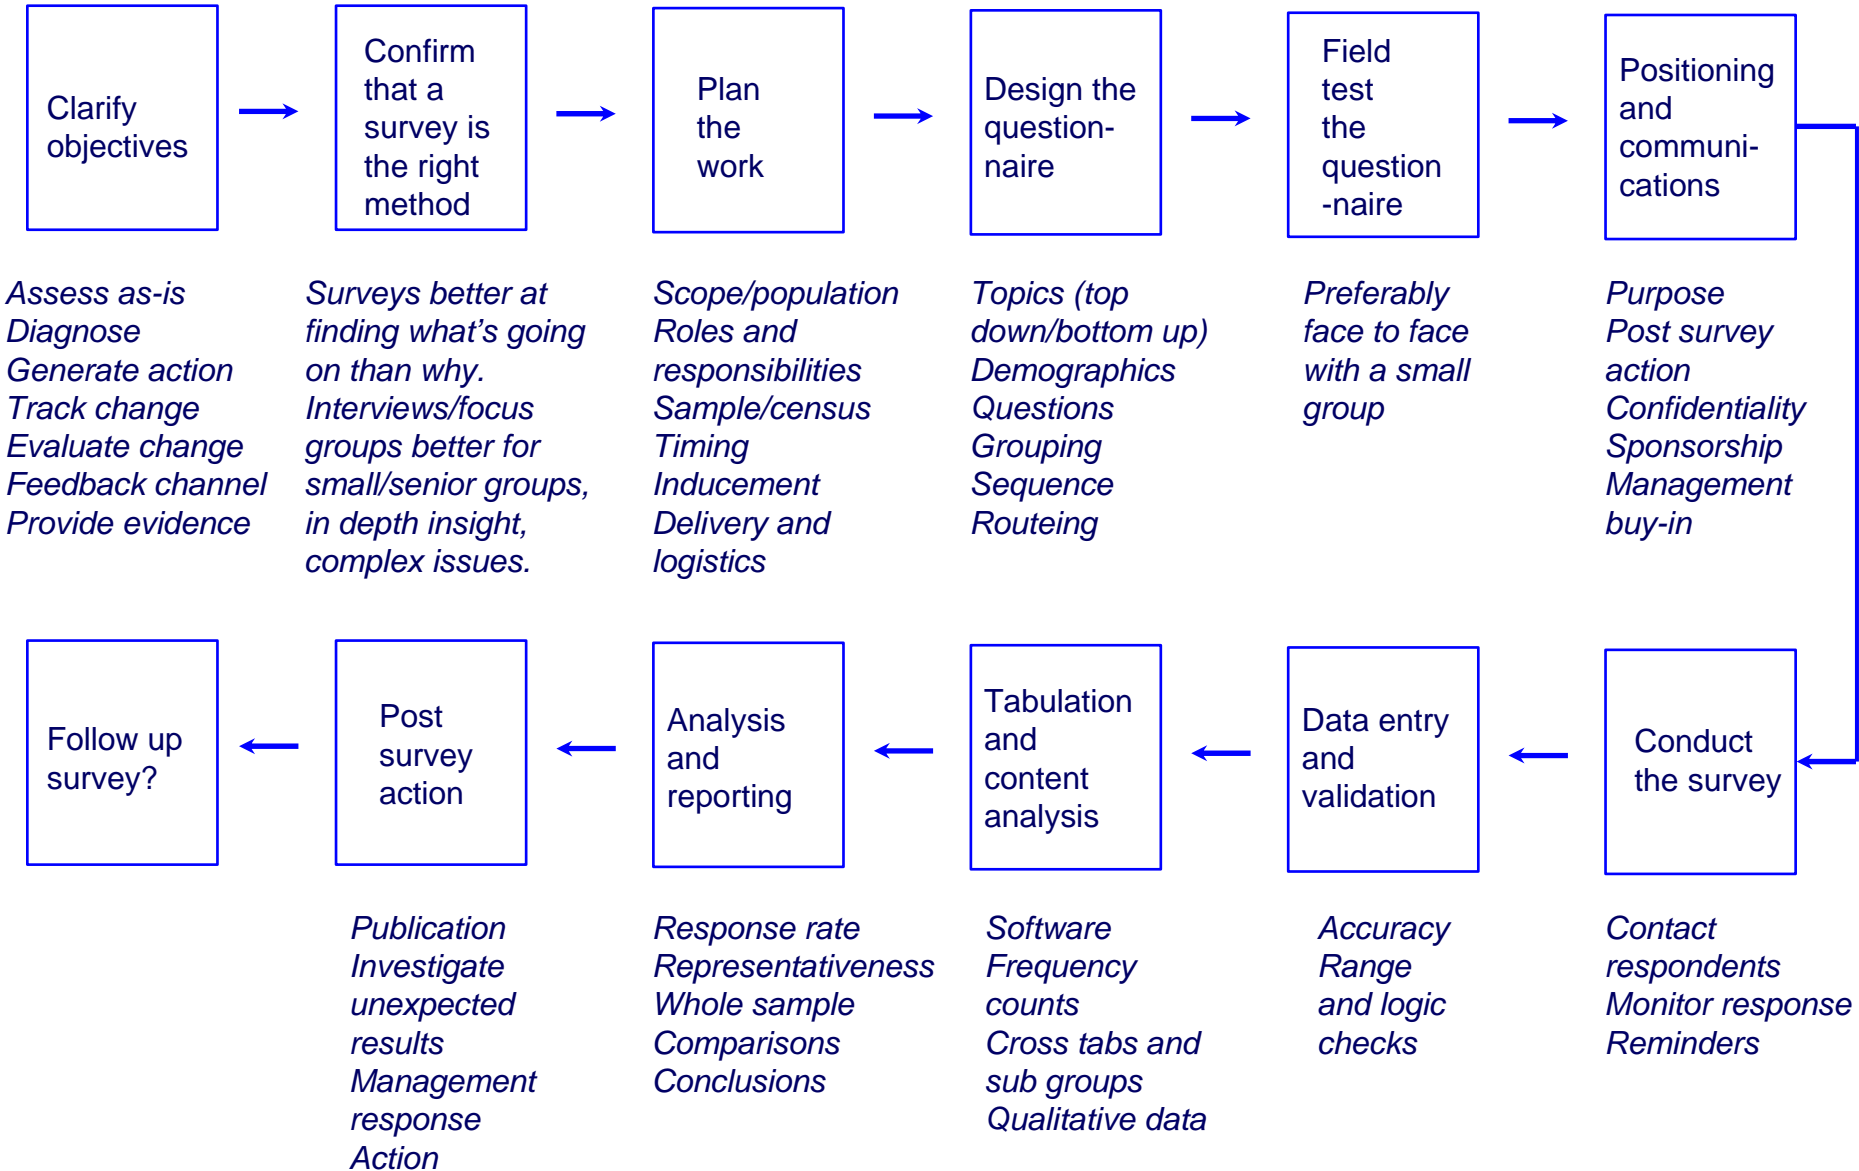 Clarify
objectives
Confirm
that a
survey is
the right
method
Plan
the
work
Design the
question-
naire
Field
test
the
question
-naire
Positioning
and
communi-
cations
Assess as-is
Diagnose
Generate action
Track change
Evaluate change
Feedback channel
Provide evidence
Surveys better at
finding what’s going
on than why.
Interviews/focus
groups better for
small/senior groups,
in depth insight,
complex issues.
Scope/population
Roles and
responsibilities
Sample/census
Timing
Inducement
Delivery and
logistics
Topics (top
down/bottom up)
Demographics
Questions
Grouping
Sequence
Routeing
Preferably
face to face
with a small
group
Purpose
Post survey
action
Confidentiality
Sponsorship
Management
buy-in
Follow up
survey?
Post
survey
action
Analysis
and
reporting
Tabulation
and
content
analysis
Data entry
and
validation
Conduct
the survey
Publication
Investigate
unexpected
results
Management
response
Action
Response rate
Representativeness
Whole sample
Comparisons
Conclusions
Software
Frequency
counts
Cross tabs and
sub groups
Qualitative data
Accuracy
Range
and logic
checks
Contact
respondents
Monitor response
Reminders